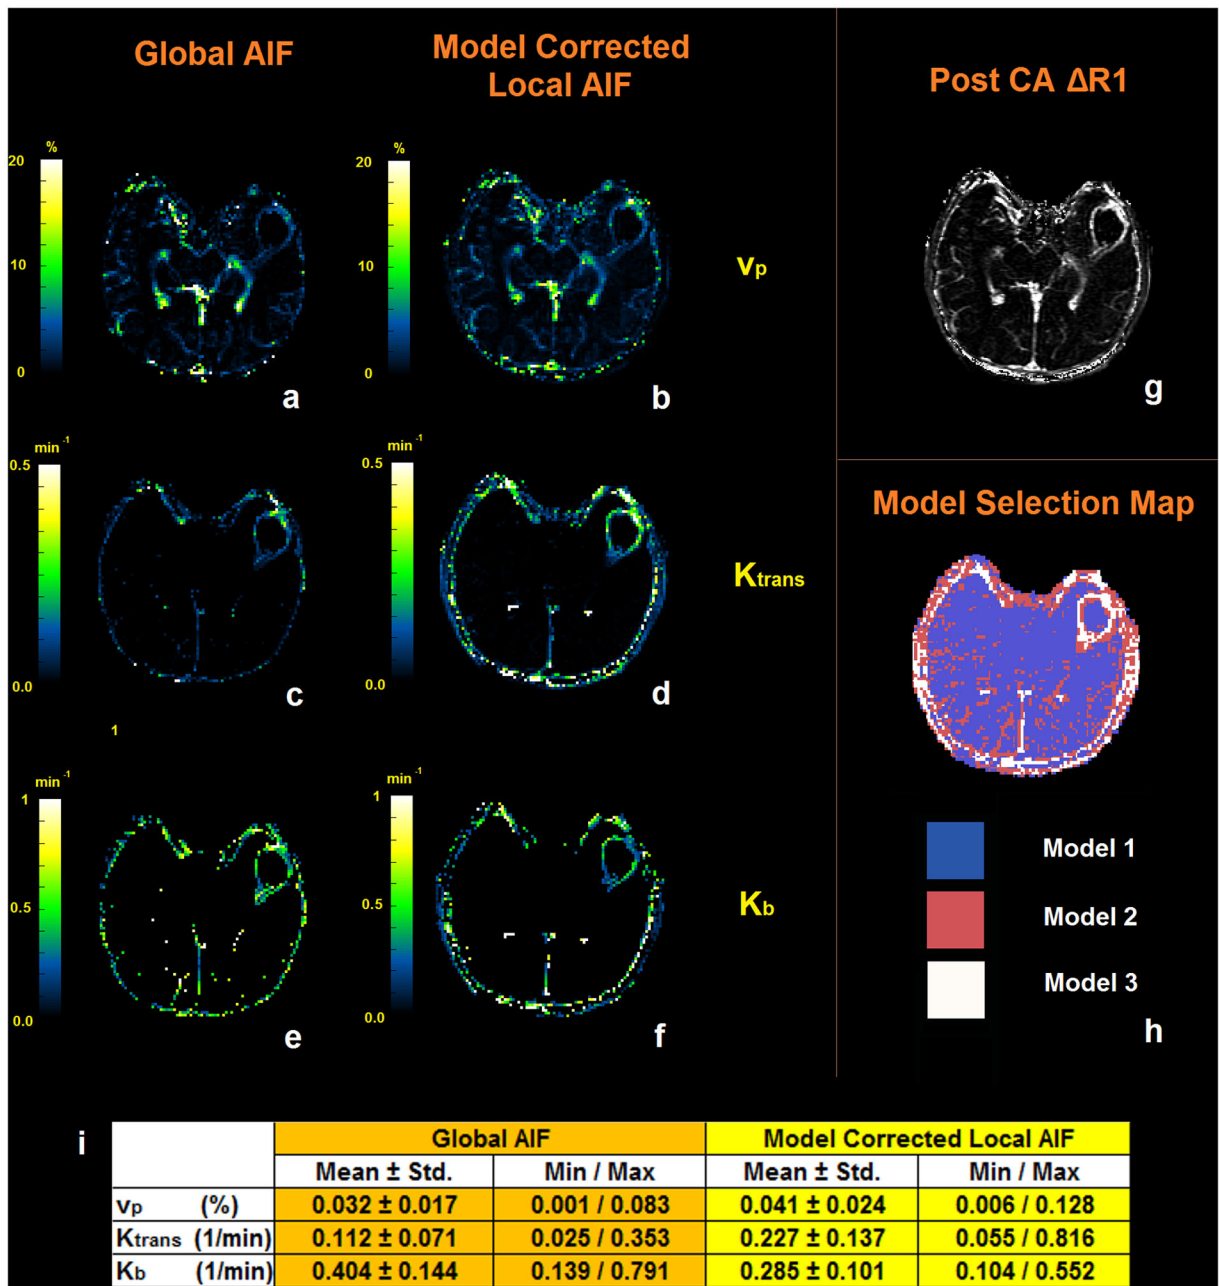 Global AIF
Model Corrected
Local AIF
Post CA ΔR1
%
20
10
0
a
%
20
10
0
b
vp
g
min -1
0.5
0.0
c
min -1
0.5
0.0
d
Ktrans
Model Selection Map
1
min -1
1
0.5
0.0
e
min -1
1
0.5
0.0
f
Kb
Model 1
Model 2
Model 3
h
i
Global AIF Model Corrected Local AIF
Mean ± Std. Min / Max Mean ± Std. Min / Max
vp (%) 0.032 ± 0.017 0.001 / 0.083 0.041 ± 0.024 0.006 / 0.128
Ktrans (1/min) 0.112 ± 0.071 0.025 / 0.353 0.227 ± 0.137 0.055 / 0.816
Kb (1/min) 0.404 ± 0.144 0.139 / 0.791 0.285 ± 0.101 0.104 / 0.552